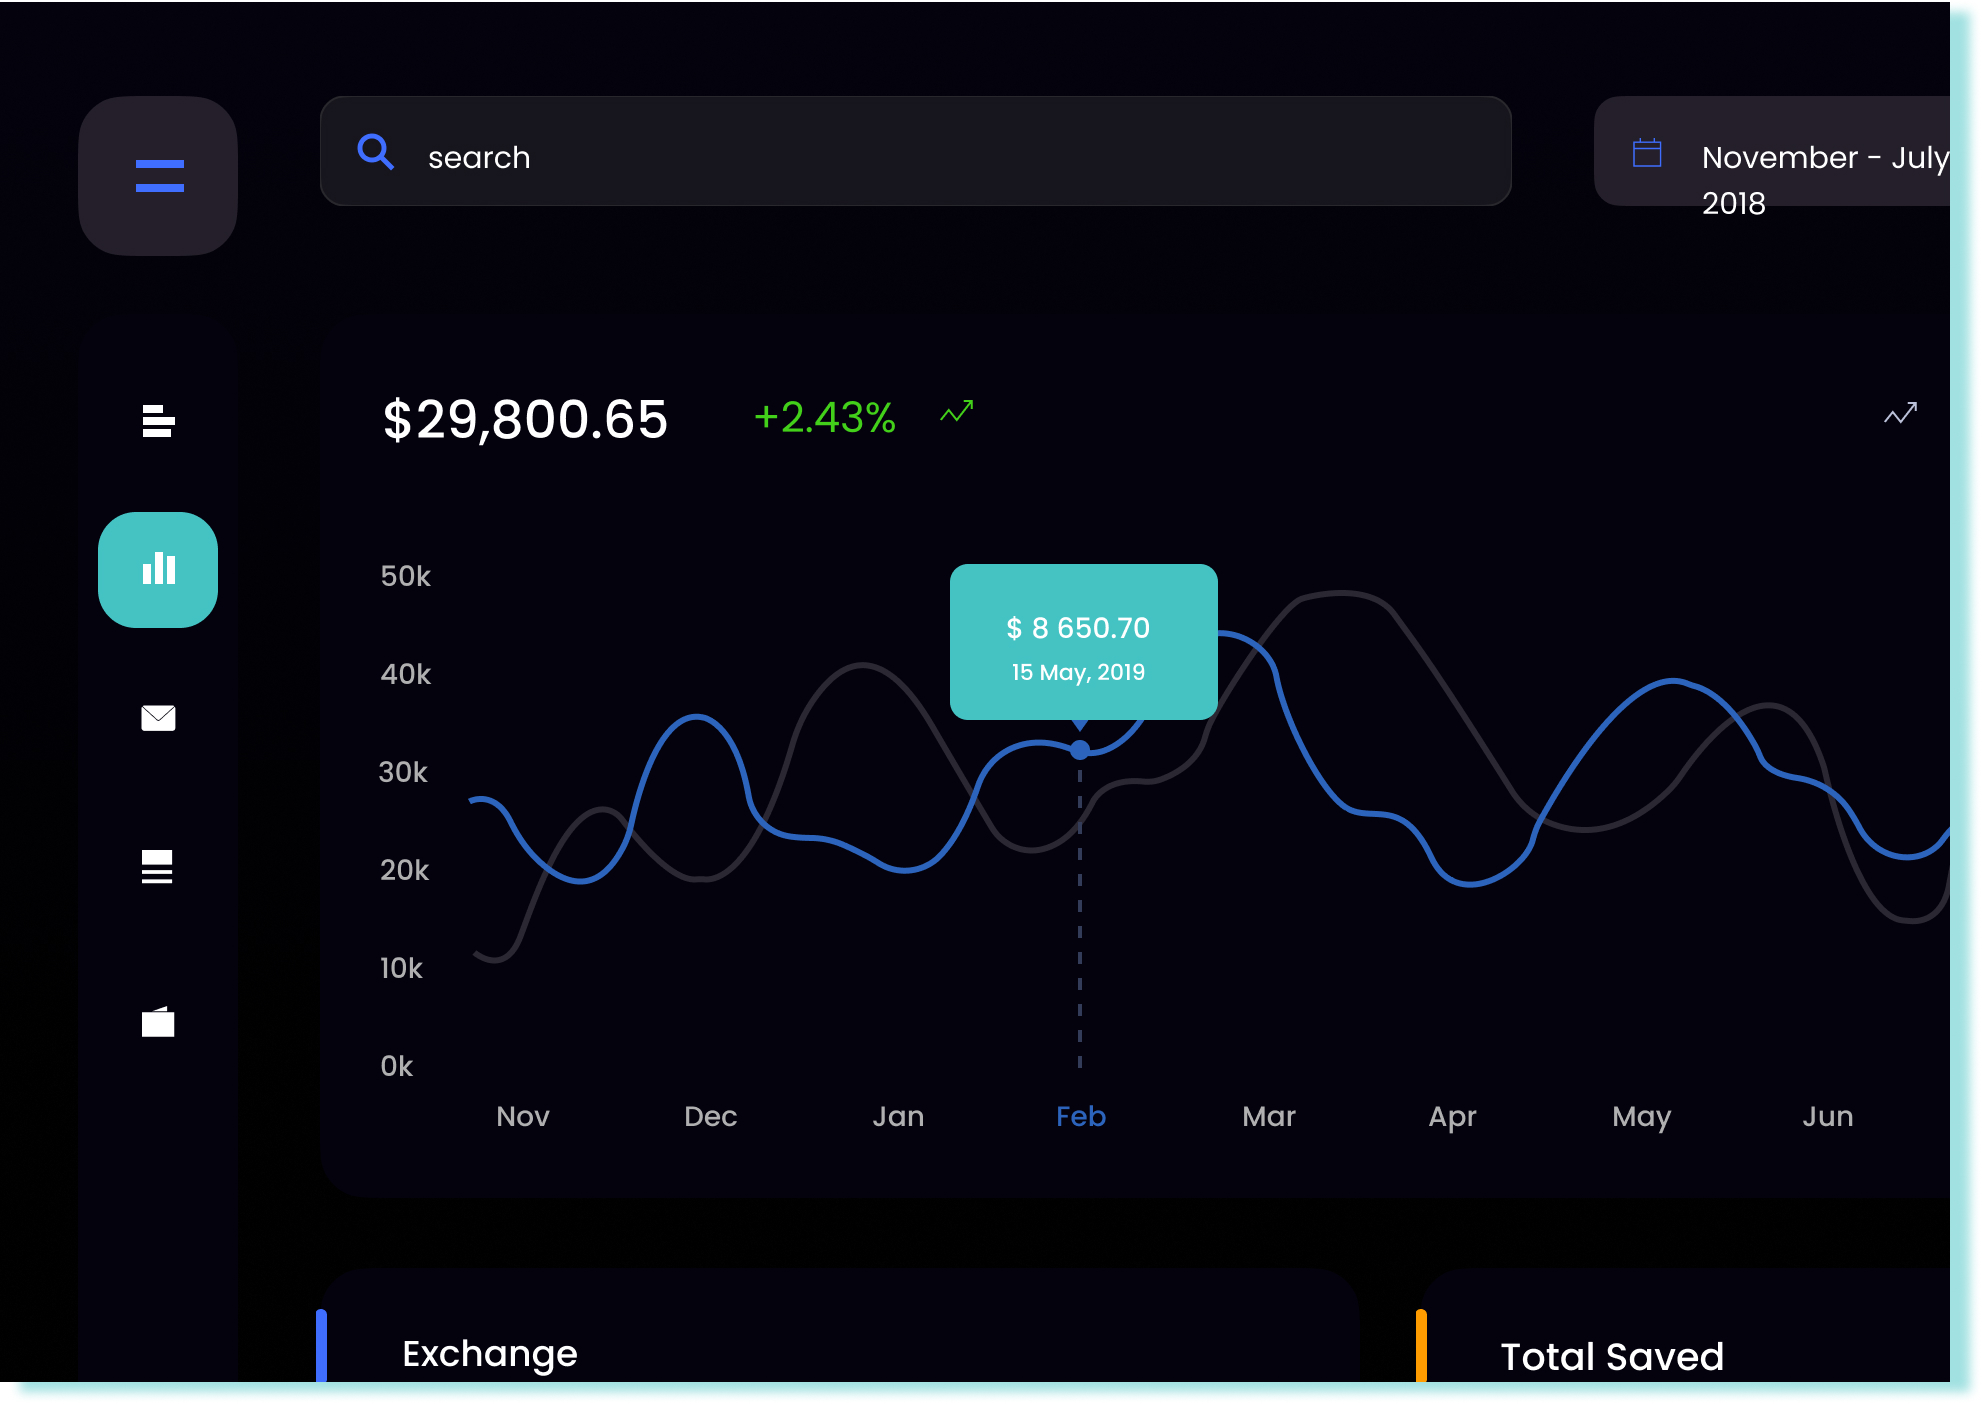 search
November - July
2018
$29,800.65
+2.43%
50k
$ 8 650.70
15 May, 2019
40k
30k
20k
10k
0k
Nov Dec Jan Feb Mar Apr May Jun
Exchange
Total Saved